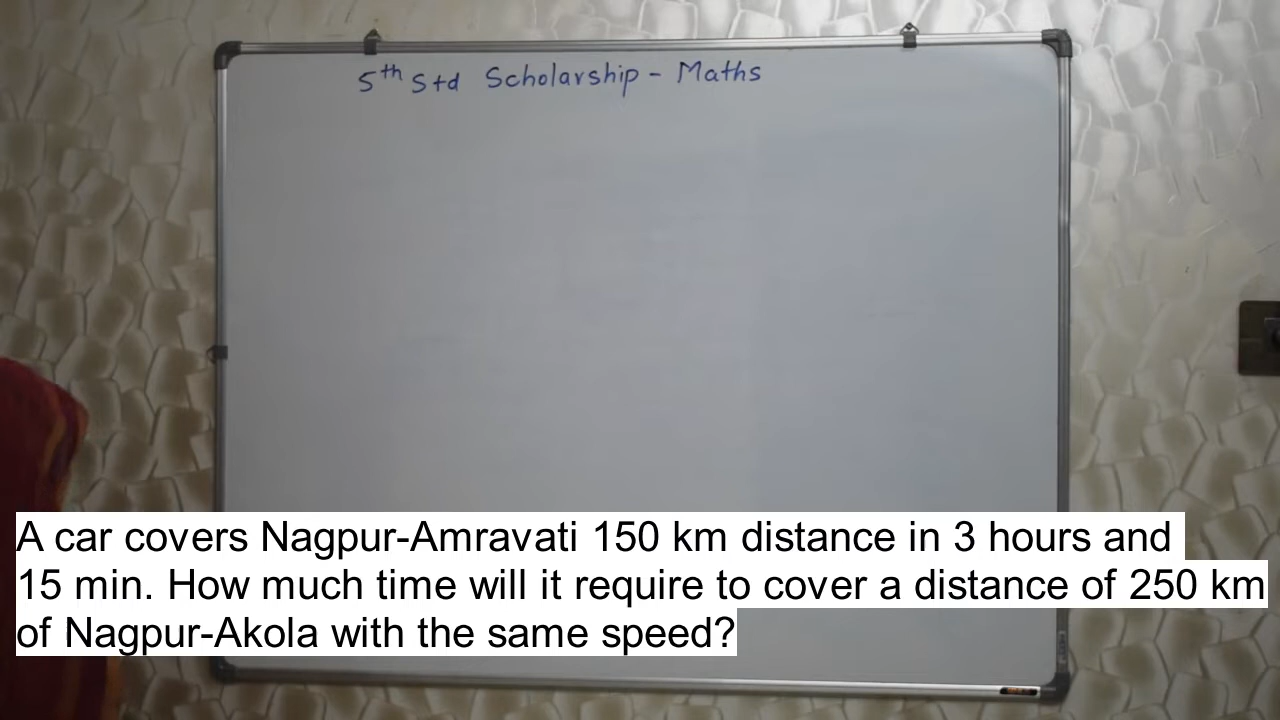 5th Std Scholarship - Maths
A car covers Nagpur-Amravati 150 km distance in 3 hours and
15 min. How much time will it require to cover a distance of 250 km
of Nagpur-Akola with the same speed?